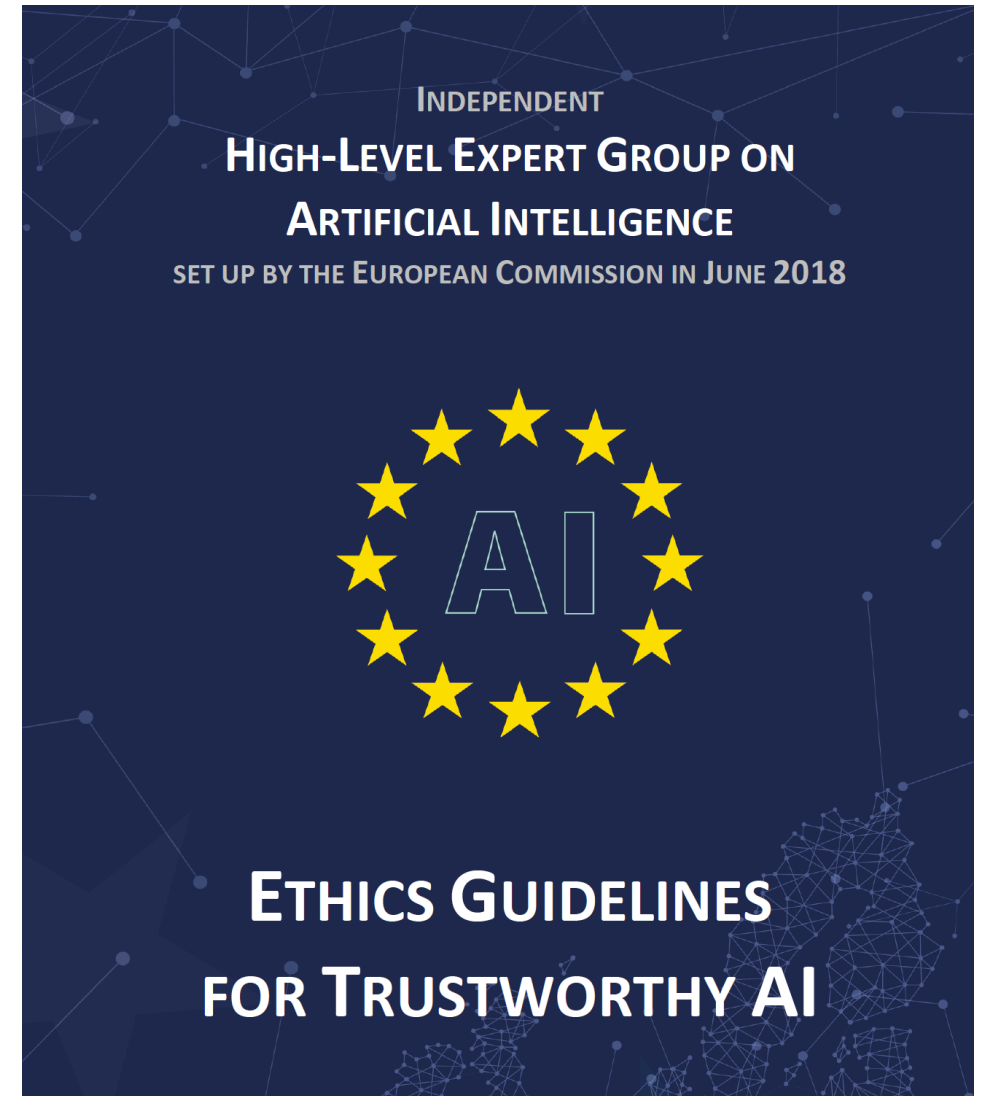 INDEPENDENT
HIGH-LEVEL EXPERT GROUP ON
ARTIFICIAL INTELLIGENCE
SET UP BY THE EUROPEAN COMMISSION IN JUNE 2018
AI
ETHICS GUIDELINES
FOR TRUSTWORTHY AI